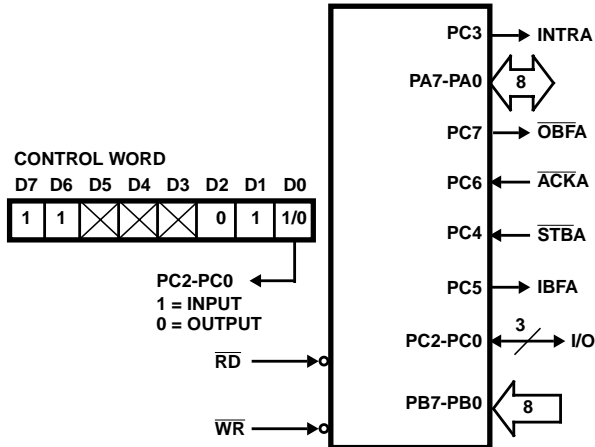 CONTROL WORD
D7 D6 D5 D4 D3 D2 D1 D0
1 1 0 1 1/0
PC2-PC0
1 = INPUT
0 = OUTPUT
RD
WR
PC3 INTRA
PA7-PA0 8
PC7 OBFA
PC6 ACKA
PC4 STBA
PC5 IBFA
PC2-PC0 3 I/O
PB7-PB0 8